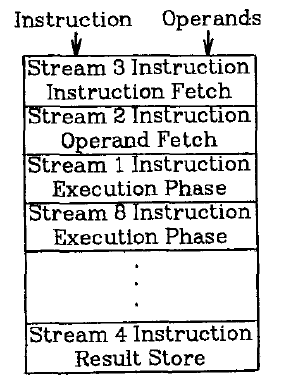 Instruction Operands
Stream 3 Instruction
Instruction Fetch
Stream 2 Instruction
Operand Fetch
Stream 1 Instruction
Execution Phase
Stream 8 Instruction
Execution Phase
.
.
.
Stream 4 Instruction
Result Store